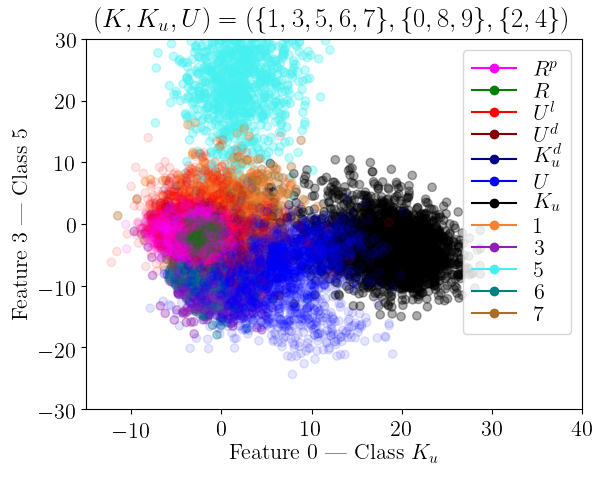 (K, K_u, U) = ({1, 3, 5, 6, 7}, {0, 8, 9}, {2, 4})
Feature 3 — Class 5
30
20
10
0
−10
−20
−30
−10 0 10 20 30 40
Feature 0 — Class K_u
R^p
R
U^l
U^d
K_u^d
U
K_u
1
3
5
6
7